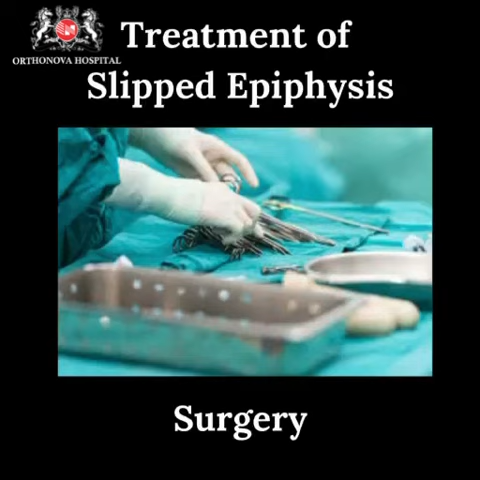 Treatment of
ORTHONOVA HOSPITAL
Slipped Epiphysis
Surgery